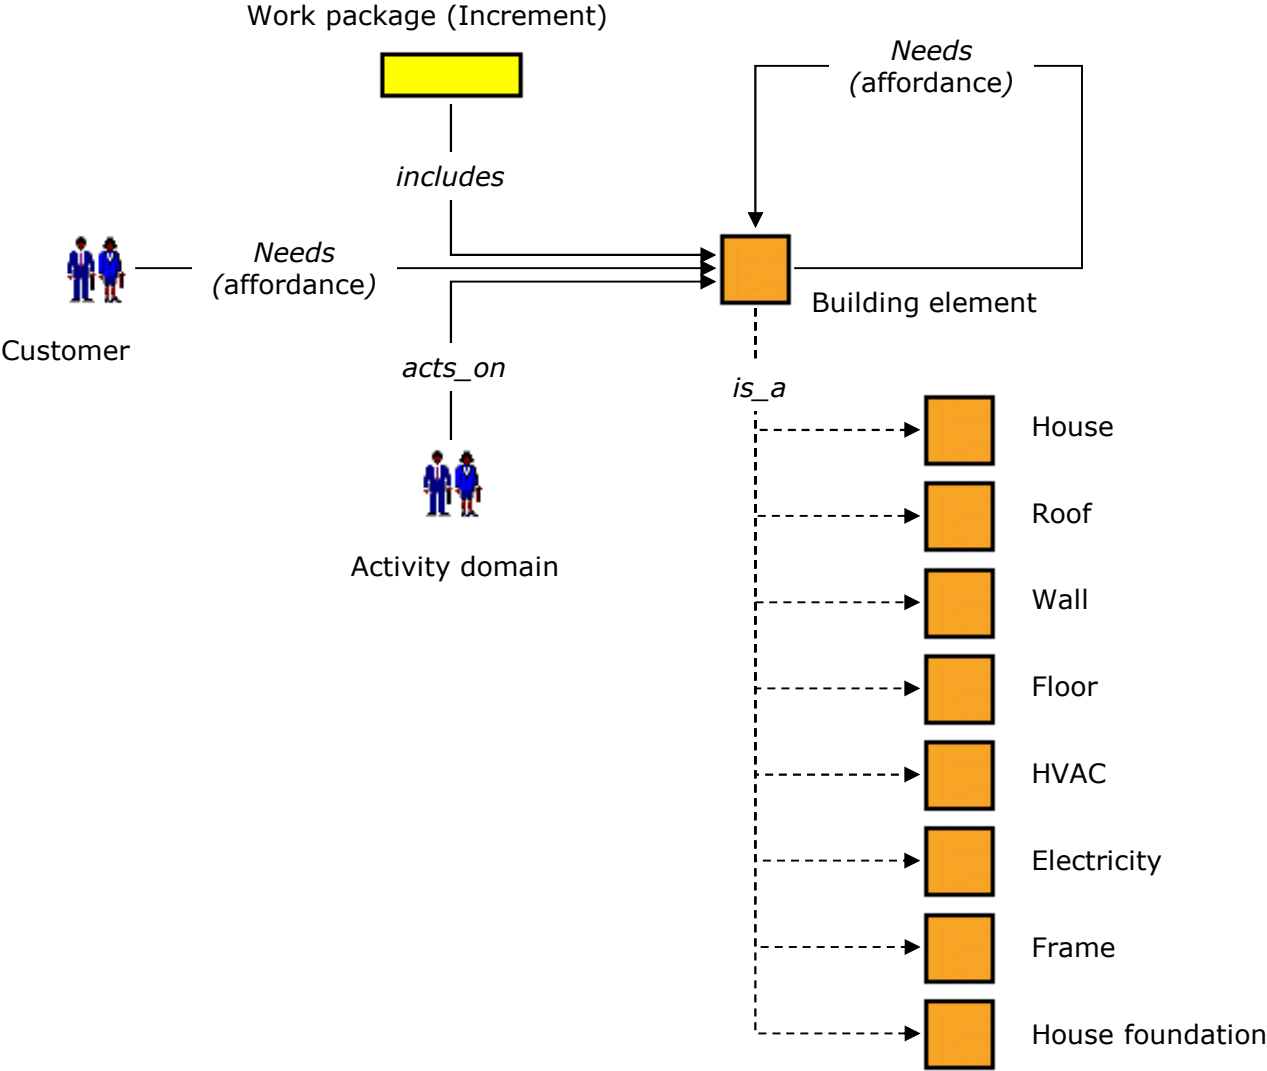 Work package (Increment)
Needs
(affordance)
includes
Needs
(affordance)
Building element
Customer
acts_on
is_a
House
Roof
Activity domain
Wall
Floor
HVAC
Electricity
Frame
House foundation